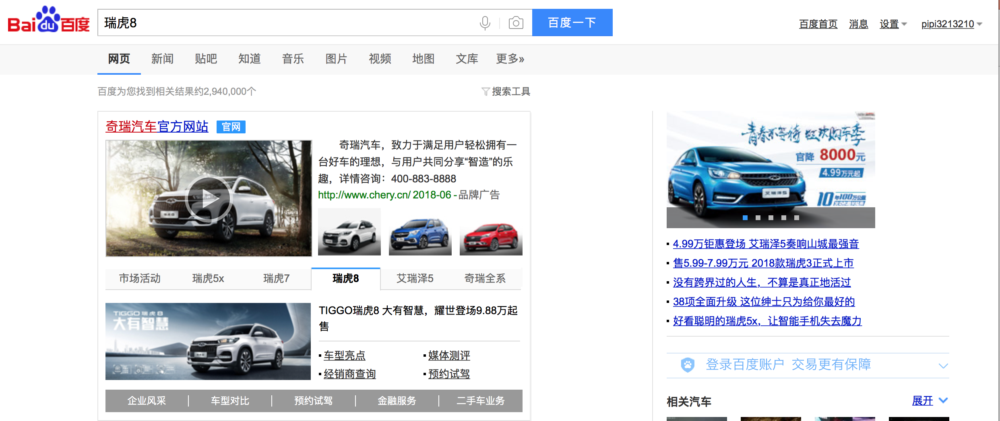 Bai du 百度
瑞虎8
百度一下
百度首页 消息 设置 pipi3213210
网页 新闻 贴吧 知道 音乐 图片 视频 地图 文库 更多»
百度为您找到相关结果约2,940,000个
搜索工具
奇瑞汽车官方网站 官网
奇瑞汽车，致力于满足用户轻松拥有一
台好车的理想，与用户共同分享“智造”的乐
趣，详情咨询：400-883-8888
http://www.chery.cn/ 2018-06 - 品牌广告
瑞虎8
市场活动 瑞虎5x 瑞虎7 瑞虎8 艾瑞泽5 奇瑞全系
TIGGO 瑞虎8
大有智慧
TIGGO瑞虎8 大有智慧，耀世登场9.88万起
售
车型亮点 媒体测评
经销商查询 预约试驾
企业风采 车型对比 预约试驾 金融服务 二手车业务
青春不等待 狂欢购车季
官降 8000元
4.99万元起
艾瑞泽5
10年100万公里
4.99万钜惠登场 艾瑞泽5奏响山城最强音
售5.99-7.99万元 2018款瑞虎3正式上市
没有跨界过的人生，不算是真正地活过
38项全面升级 这位绅士只为给你最好的
好看聪明的瑞虎5x，让智能手机失去魔力
登录百度账户 交易更有保障
相关汽车 展开